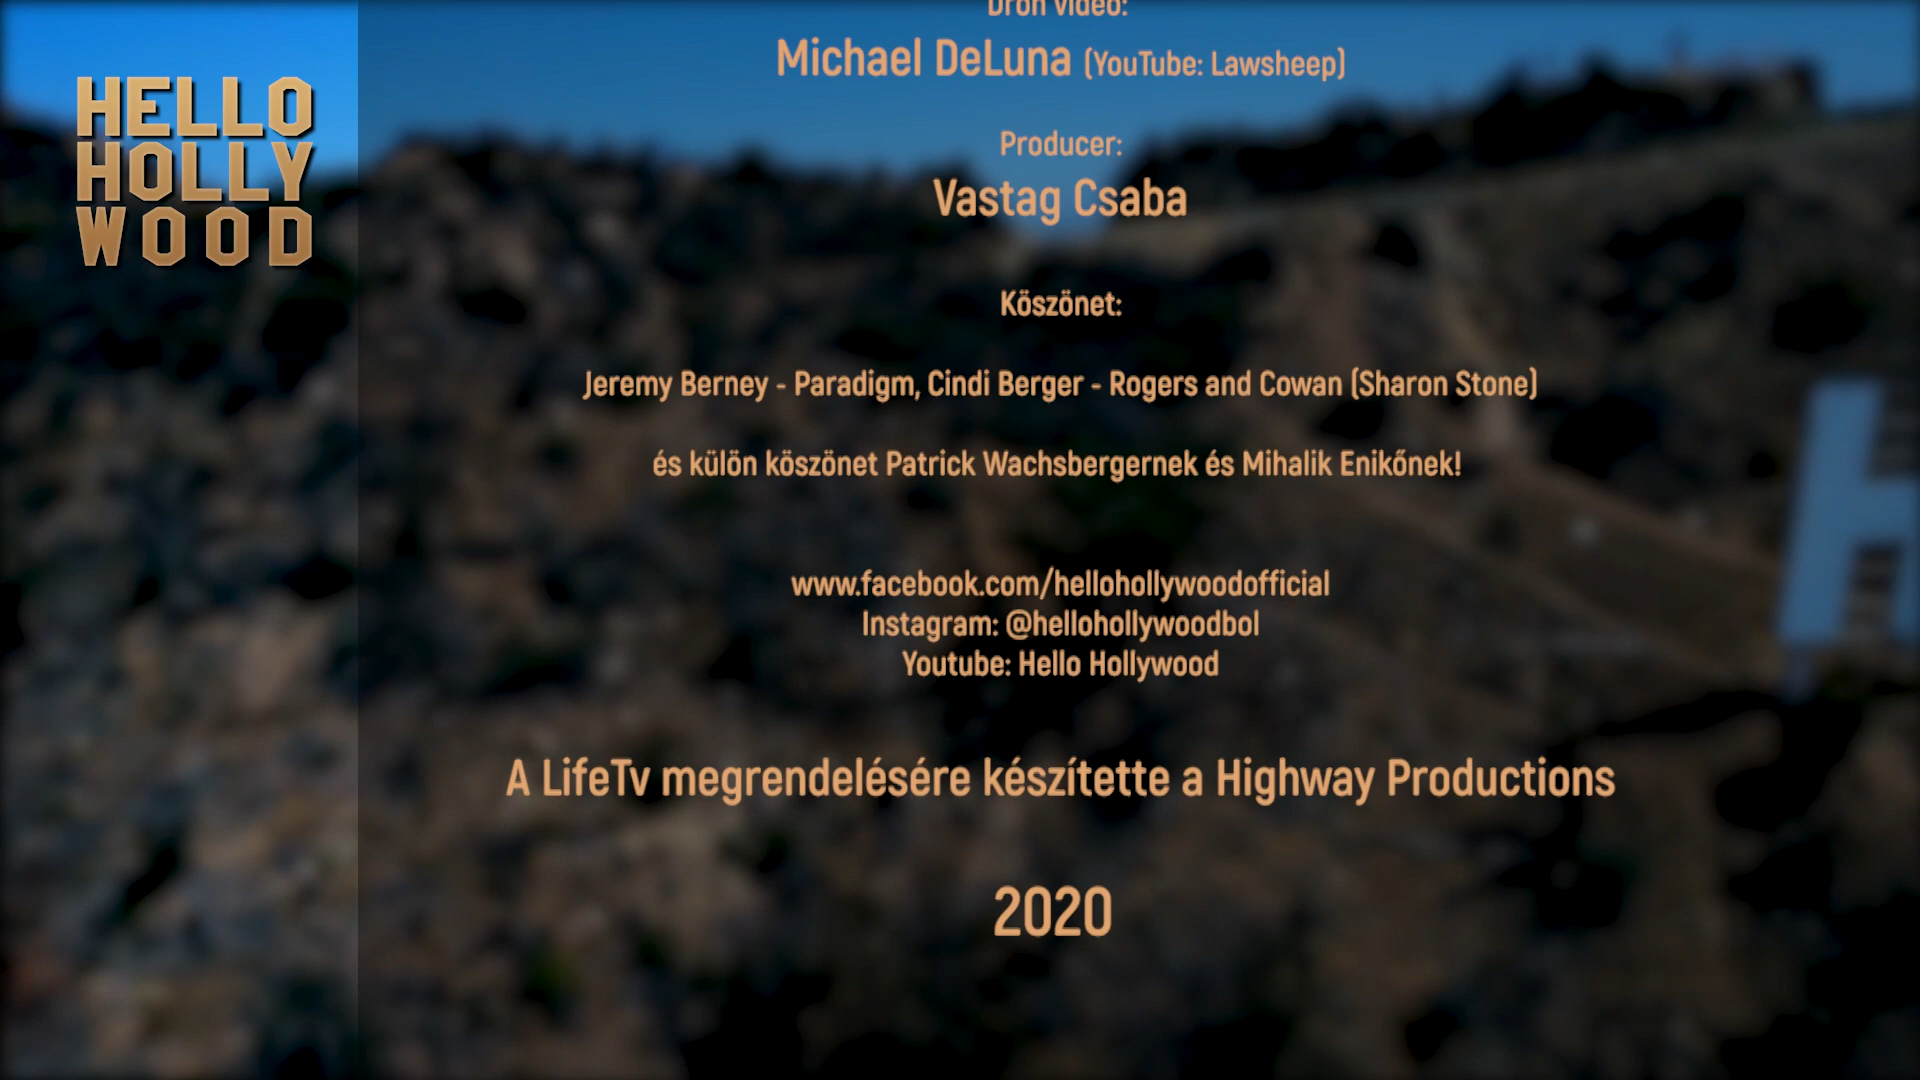 HELLO
HOLLY
WOOD
Drón videó:
Michael DeLuna (YouTube: Lawsheep)
Producer:
Vastag Csaba
Köszönet:
Jeremy Berney - Paradigm, Cindi Berger - Rogers and Cowan (Sharon Stone)
és külön köszönet Patrick Wachsbergernek és Mihalik Enikőnek!
www.facebook.com/hellohollywoodofficial
Instagram: @hellohollywoodbol
Youtube: Hello Hollywood
A LifeTv megrendelésére készítette a Highway Productions
2020
H